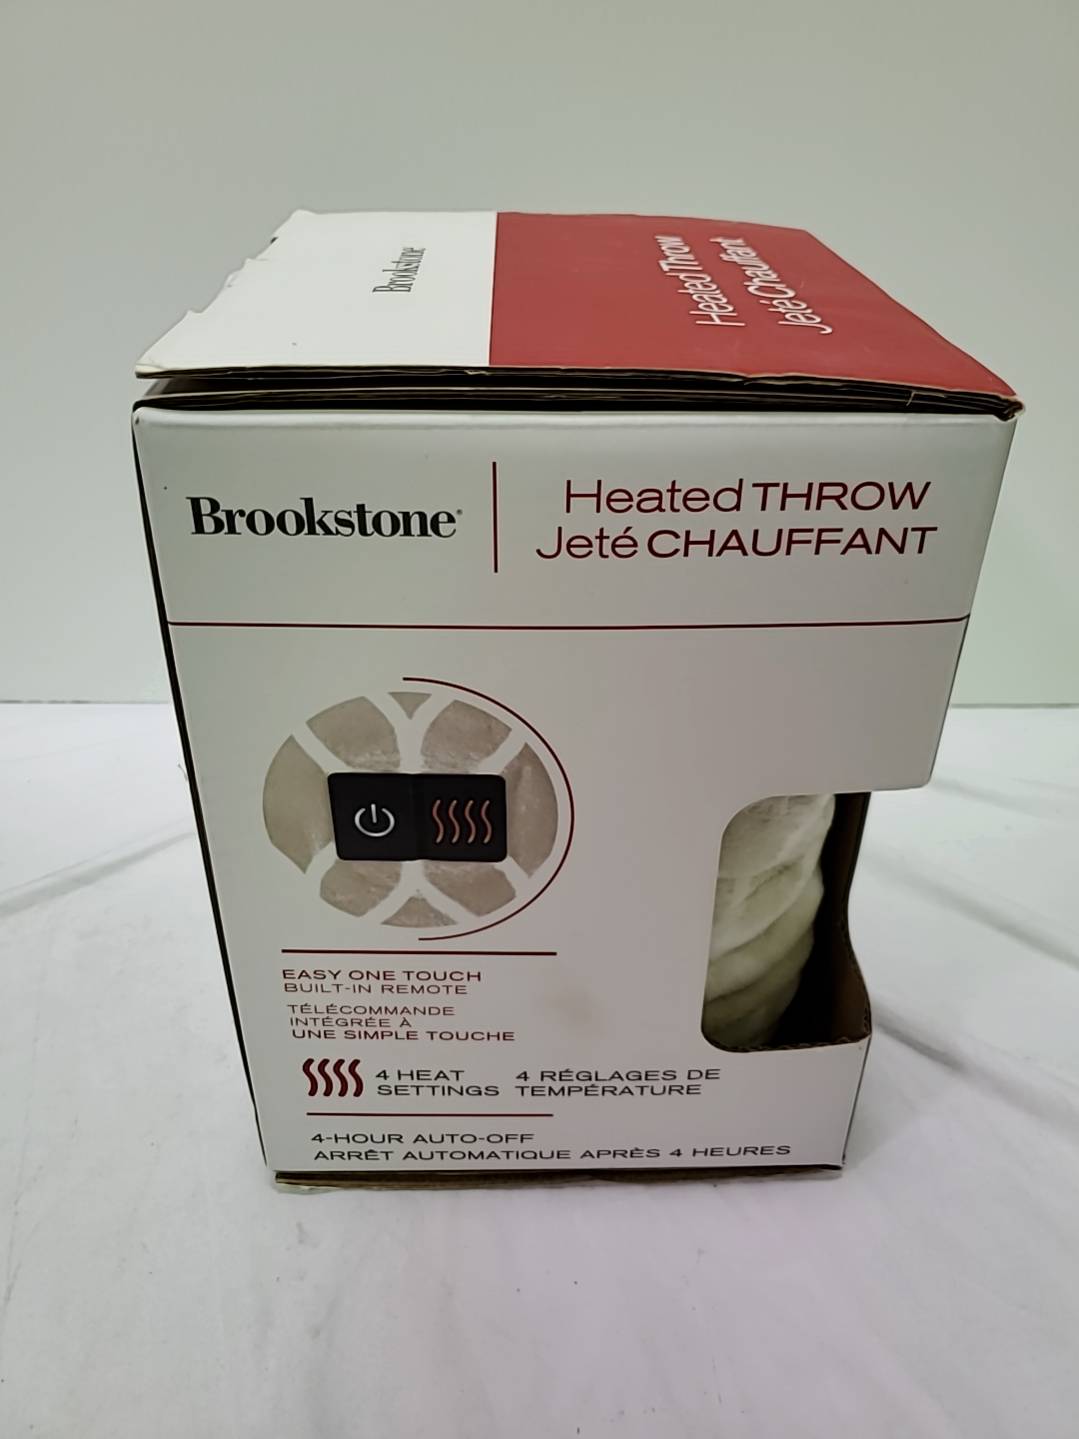 Brookstone
Heated Throw
Jeté Chauffant
Brookstone®
Heated THROW
Jeté CHAUFFANT
EASY ONE TOUCH
BUILT-IN REMOTE
TÉLÉCOMMANDE
INTÉGRÉE À
UNE SIMPLE TOUCHE
4 HEAT
SETTINGS
4 RÉGLAGES DE
TEMPÉRATURE
4-HOUR AUTO-OFF
ARRÊT AUTOMATIQUE APRÈS 4 HEURES